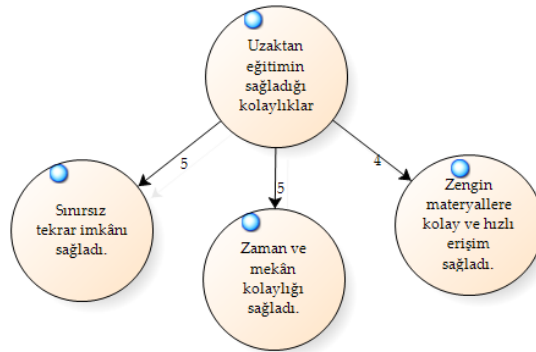 Uzaktan
eğitimin
sağladığı
kolaylıklar
5
5
4
Sınırsız
tekrar imkânı
sağladı.
Zaman ve
mekân
kolaylığı
sağladı.
Zengin
materyallere
kolay ve hızlı
erişim
sağladı.